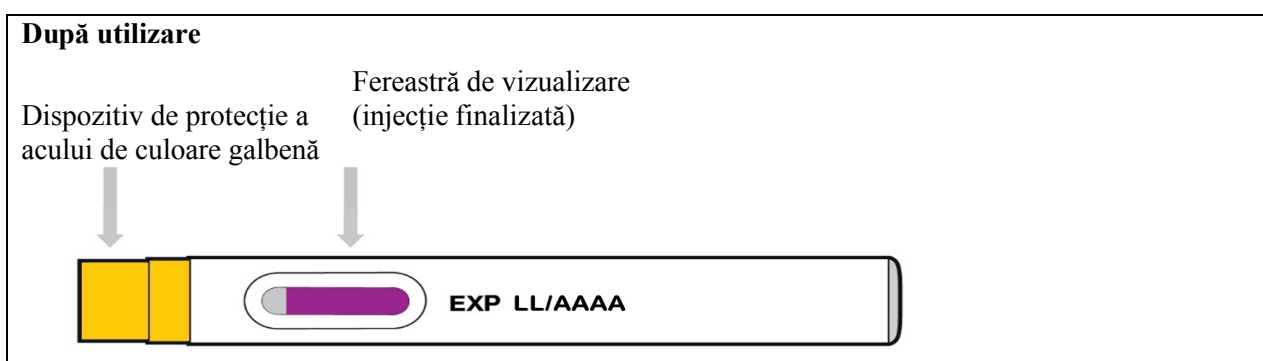 După utilizare
Fereastră de vizualizare
(injecție finalizată)
Dispozitiv de protecție a
acului de culoare galbenă
EXP LL/AAAA